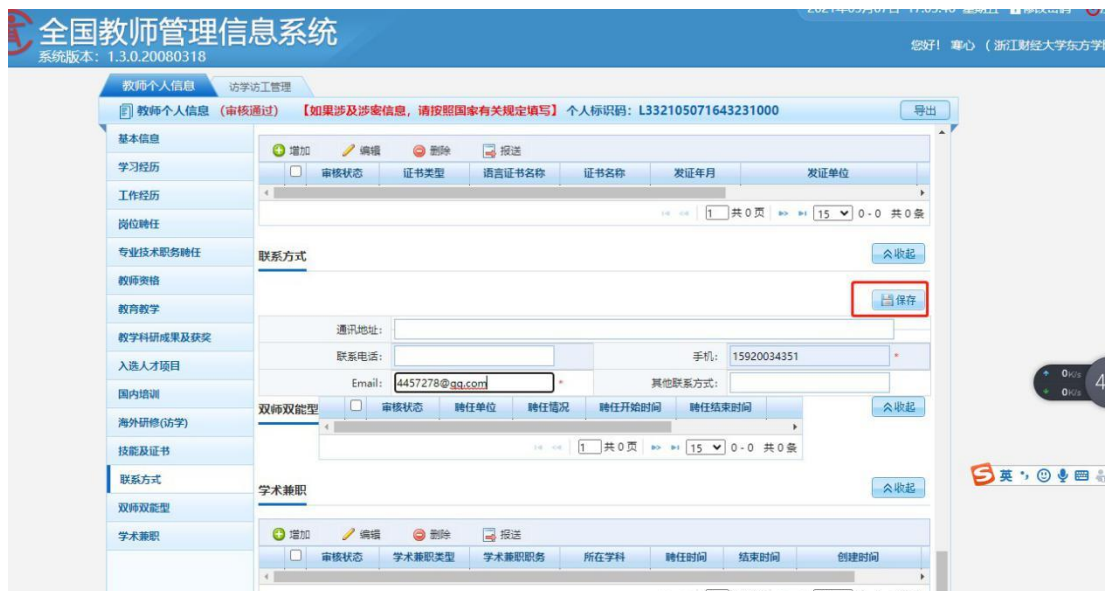 全国教师管理信息系统
系统版本: 1.3.0.20080318
您好! 寒心 (浙江财经大学东方学
教师个人信息 访学访工管理
教师个人信息 (审核通过) 【如果涉及涉密信息,请按照国家有关规定填写】 个人标识码: L332105071643231000 导出
基本信息
学习经历
工作经历
岗位聘任
专业技术职务聘任
教师资格
教育教学
教学科研成果及获奖
入选人才项目
国内培训
海外研修(访学)
技能及证书
联系方式
双师双能型
学术兼职
增加 编辑 删除 报送
审核状态 证书类型 语言证书名称 证书名称 发证年月 发证单位
1 共 0 页 15 0 - 0 共 0 条
联系方式 收起
保存
通讯地址:
联系电话: 手机: 15920034351 *
Email: 4457278@qq.com * 其他联系方式:
双师双能型 审核状态 聘任单位 聘任情况 聘任开始时间 聘任结束时间 收起
1 共 0 页 15 0 - 0 共 0 条
学术兼职 收起
增加 编辑 删除 报送
审核状态 学术兼职类型 学术兼职职务 所在学科 聘任时间 结束时间 创建时间
0K/s
0K/s
4
英